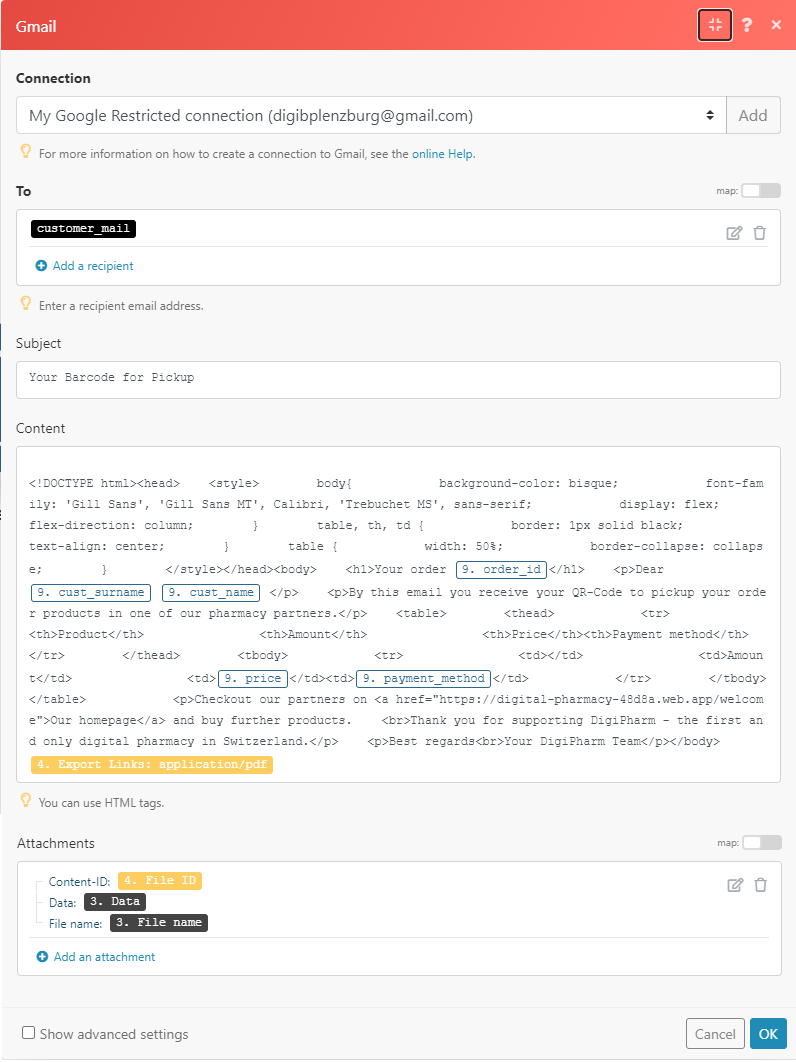 Gmail
?
×
Connection
My Google Restricted connection (digibplenzburg@gmail.com)
Add
For more information on how to create a connection to Gmail, see the online Help.
To
map:
customer_mail
Add a recipient
Enter a recipient email address.
Subject
Your Barcode for Pickup
Content
<!DOCTYPE html><head> <style> body{ background-color: bisque; font-fam
ily: 'Gill Sans', 'Gill Sans MT', Calibri, 'Trebuchet MS', sans-serif; display: flex;
flex-direction: column; } table, th, td { border: 1px solid black;
text-align: center; } table { width: 50%; border-collapse: collaps
e; } </style></head><body> <h1>Your order 9. order_id </h1> <p>Dear
9. cust_surname 9. cust_name </p> <p>By this email you receive your QR-Code to pickup your orde
r products in one of our pharmacy partners.</p> <table> <thead> <tr>
<th>Product</th> <th>Amount</th> <th>Price</th><th>Payment method</th>
</tr> </thead> <tbody> <tr> <td></td> <td>Amoun
t</td> <td> 9. price </td><td> 9. payment_method </td> </tr> </tbody>
</table> <p>Checkout our partners on <a href="https://digital-pharmacy-48d8a.web.app/welcom
e">Our homepage</a> and buy further products. <br>Thank you for supporting DigiPharm - the first an
d only digital pharmacy in Switzerland.</p> <p>Best regards<br>Your DigiPharm Team</p></body>
4. Export Links: application/pdf
You can use HTML tags.
Attachments
map:
Content-ID: 4. File ID
Data: 3. Data
File name: 3. File name
Add an attachment
Show advanced settings
Cancel
OK